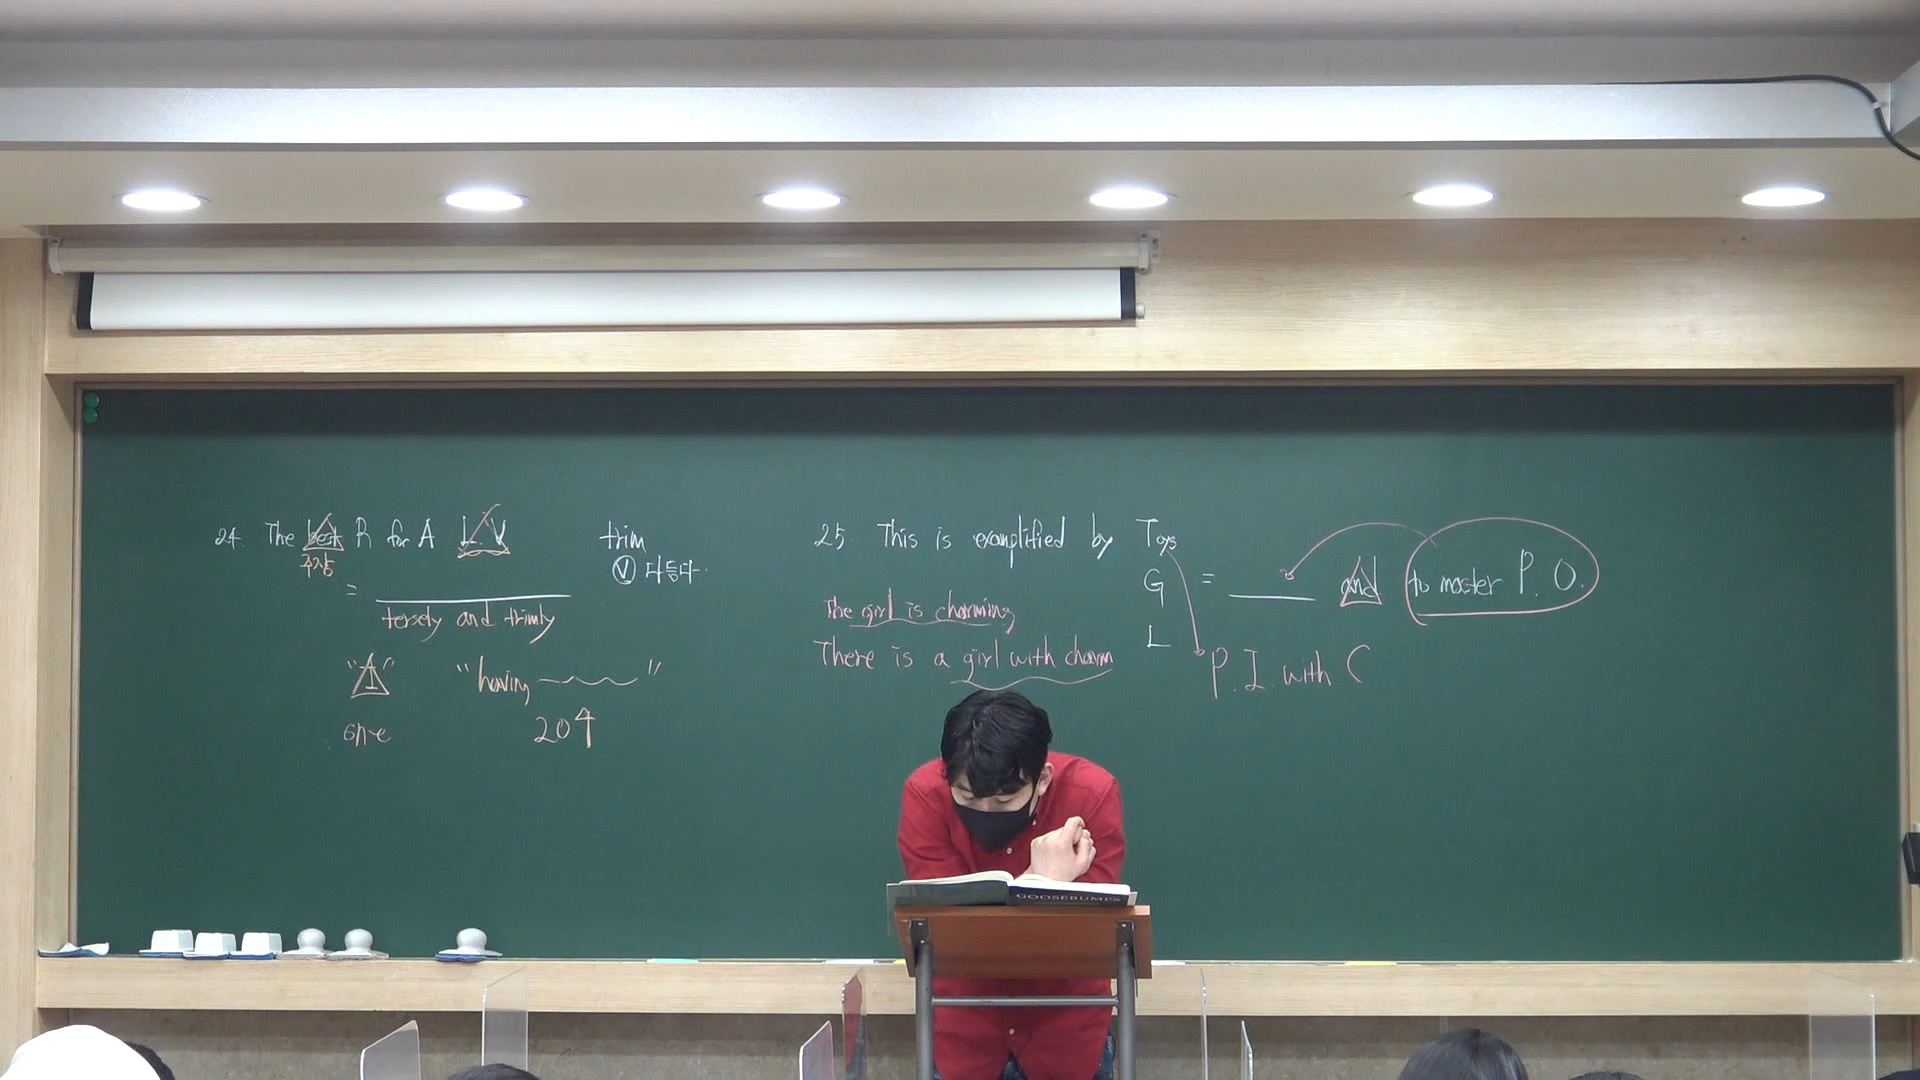 24. The best R for A L V
주장
=
tersely and trimly
"A" "having"
one 204
trim
V 다듬다.
25. This is examplified by Toys
G = and to master P. O.
L
The girl is charming
There is a girl with charm
P. I. with C
GOOSEBUMPS